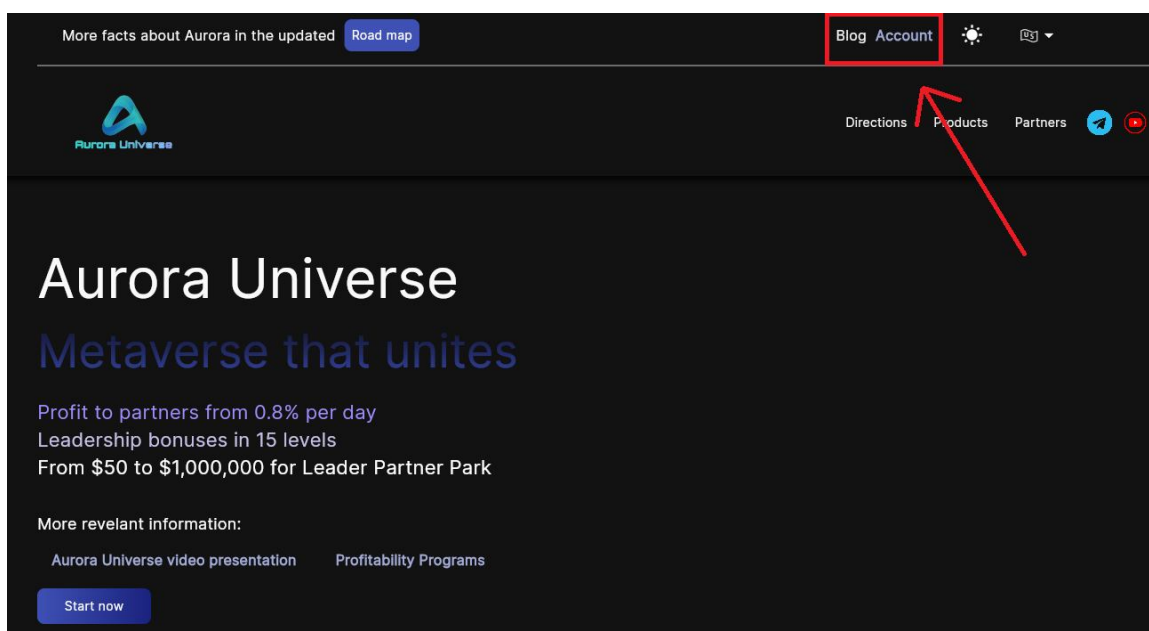 More facts about Aurora in the updated Road map
Blog Account
US
Aurora Universe
Directions Products Partners
Aurora Universe
Metaverse that unites
Profit to partners from 0.8% per day
Leadership bonuses in 15 levels
From $50 to $1,000,000 for Leader Partner Park
More revelant information:
Aurora Universe video presentation Profitability Programs
Start now